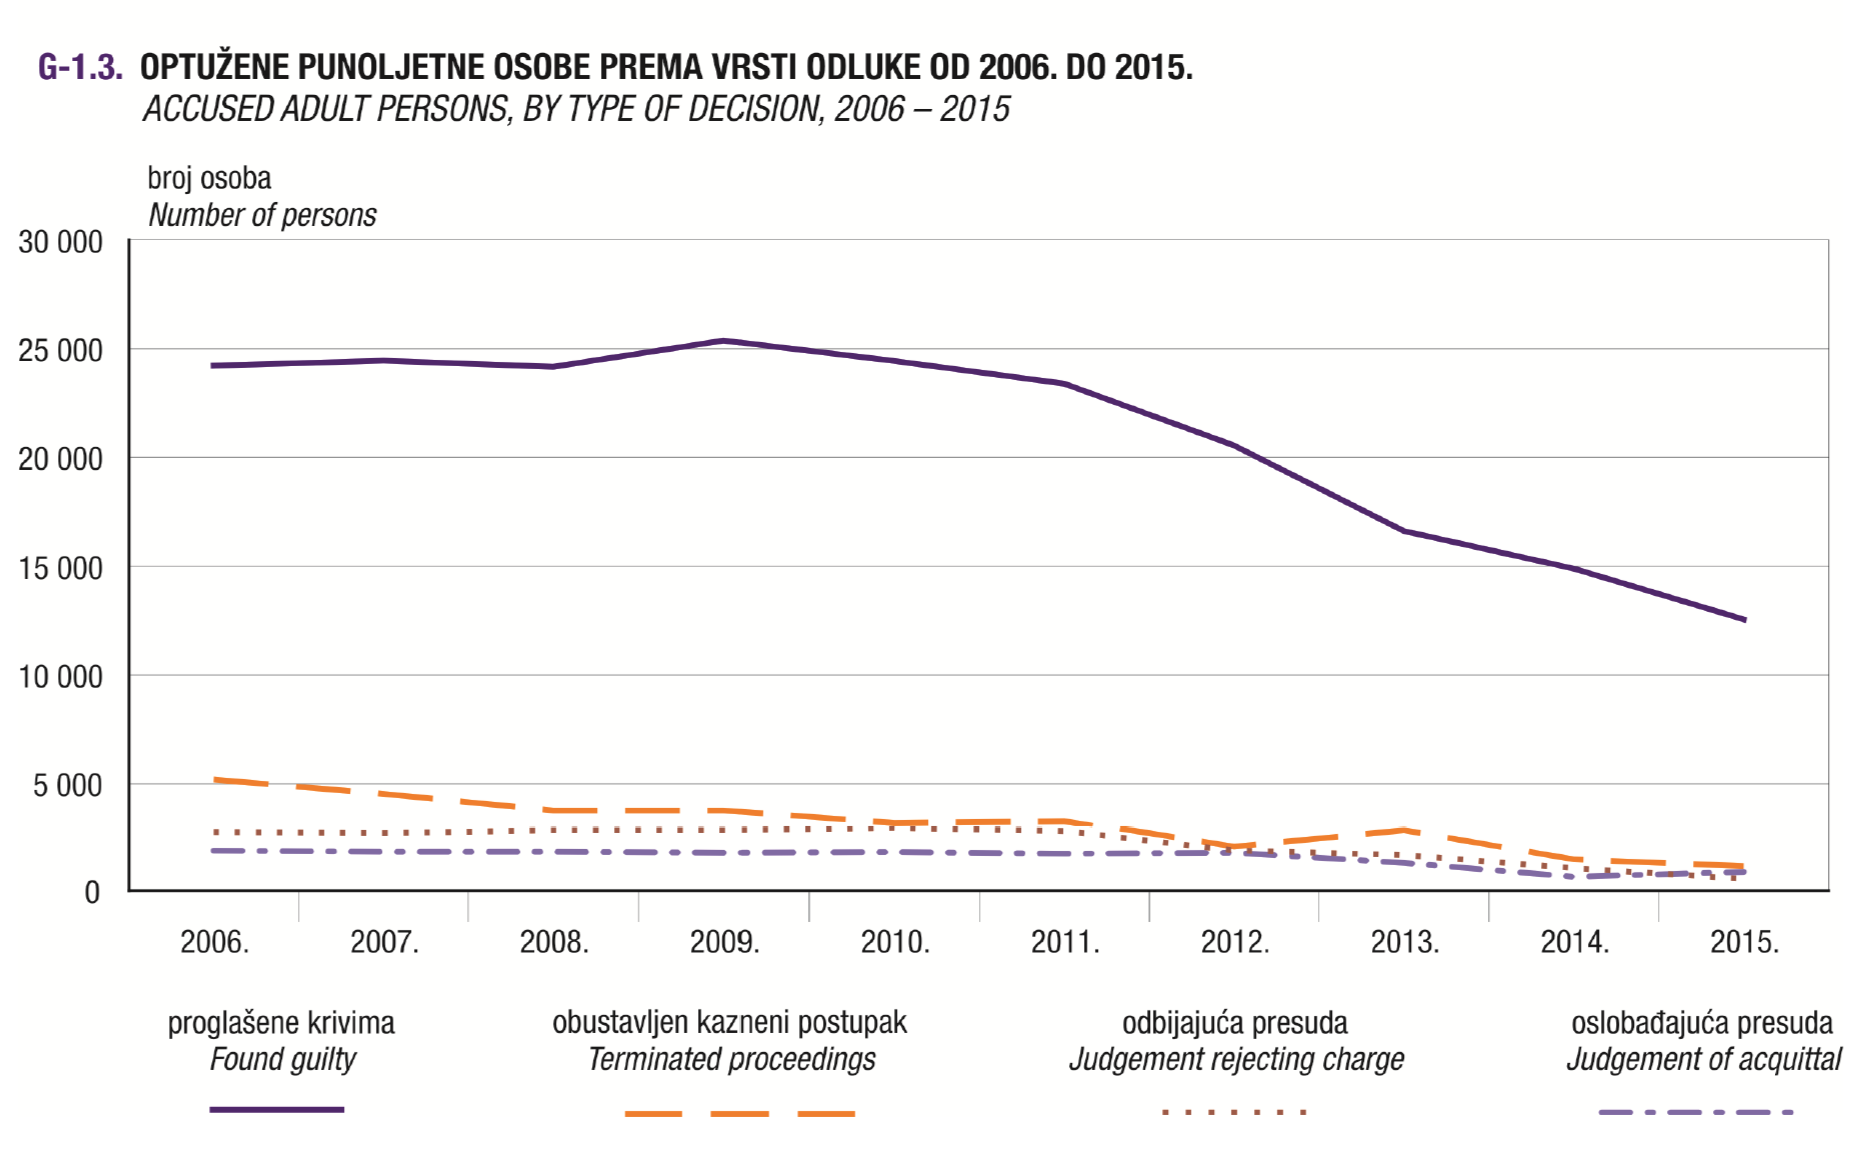 G-1.3. OPTUŽENE PUNOLJETNE OSOBE PREMA VRSTI ODLUKE OD 2006. DO 2015.
ACCUSED ADULT PERSONS, BY TYPE OF DECISION, 2006 – 2015
broj osoba
Number of persons
30 000
25 000
20 000
15 000
10 000
5 000
0
2006. 2007. 2008. 2009. 2010. 2011. 2012. 2013. 2014. 2015.
proglašene krivima
Found guilty
obustavljen kazneni postupak
Terminated proceedings
odbijajuća presuda
Judgement rejecting charge
oslobađajuća presuda
Judgement of acquittal